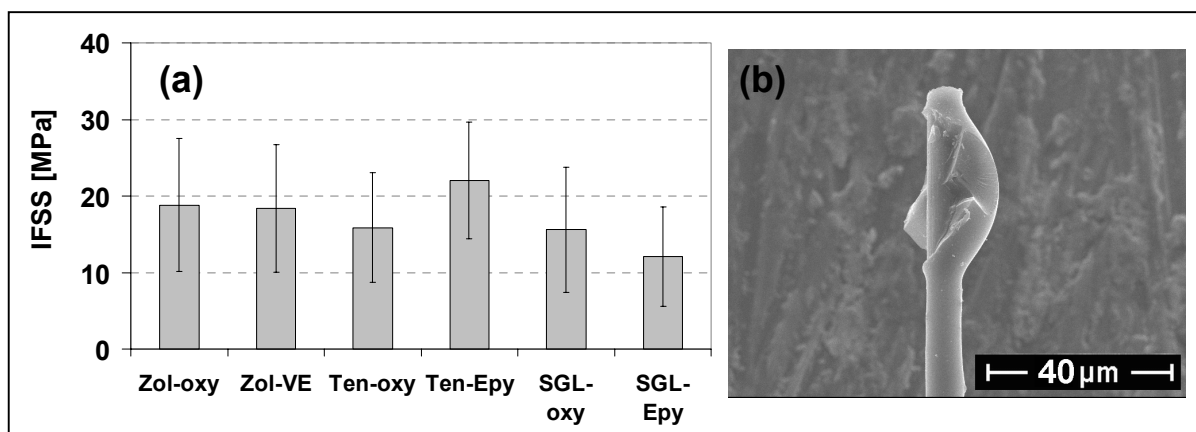 (a)
IFSS [MPa]
40
30
20
10
0
Zol-oxy
Zol-VE
Ten-oxy
Ten-Epy
SGL-
oxy
SGL-
Epy
(b)
40 µm